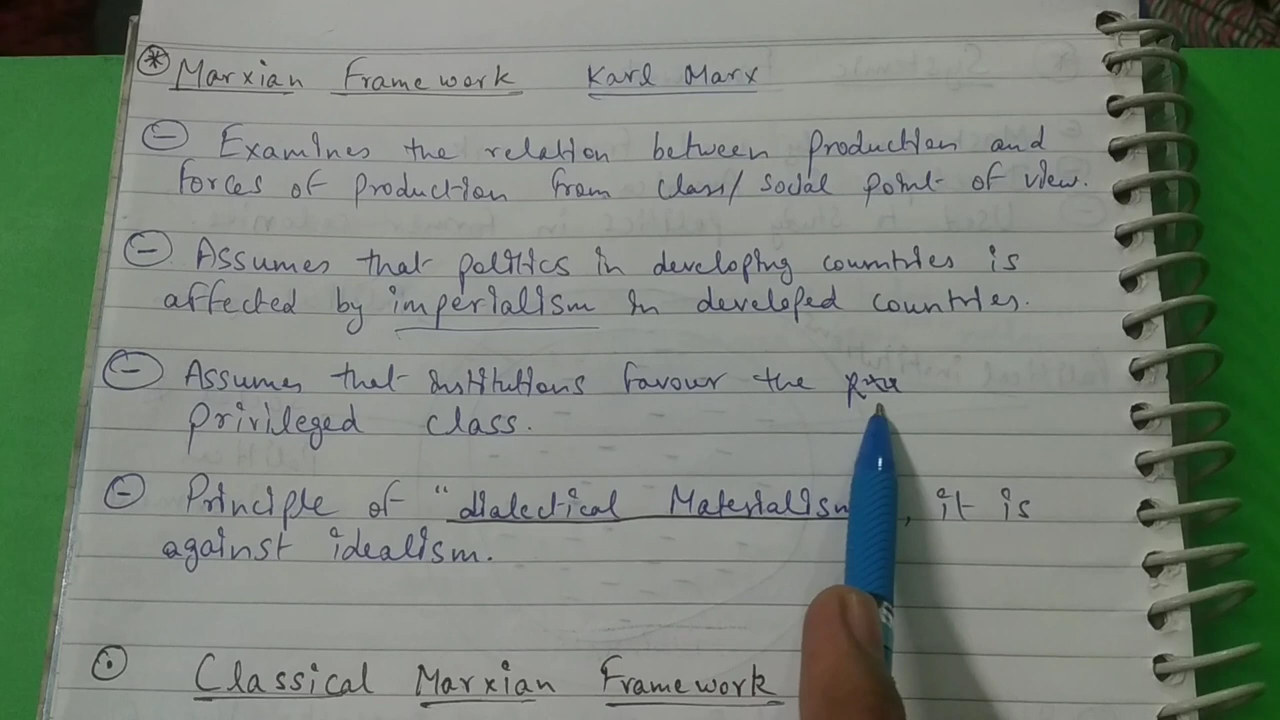 * Marxian Framework Karl Marx
- Examines the relation between production and
forces of production from class/social point of view.
- Assumes that politics in developing countries is
affected by imperialism in developed countries.
- Assumes that institutions favour the
privileged class.
- Principle of "dialectical Materialism, it is
against idealism.
Classical Marxian Framework